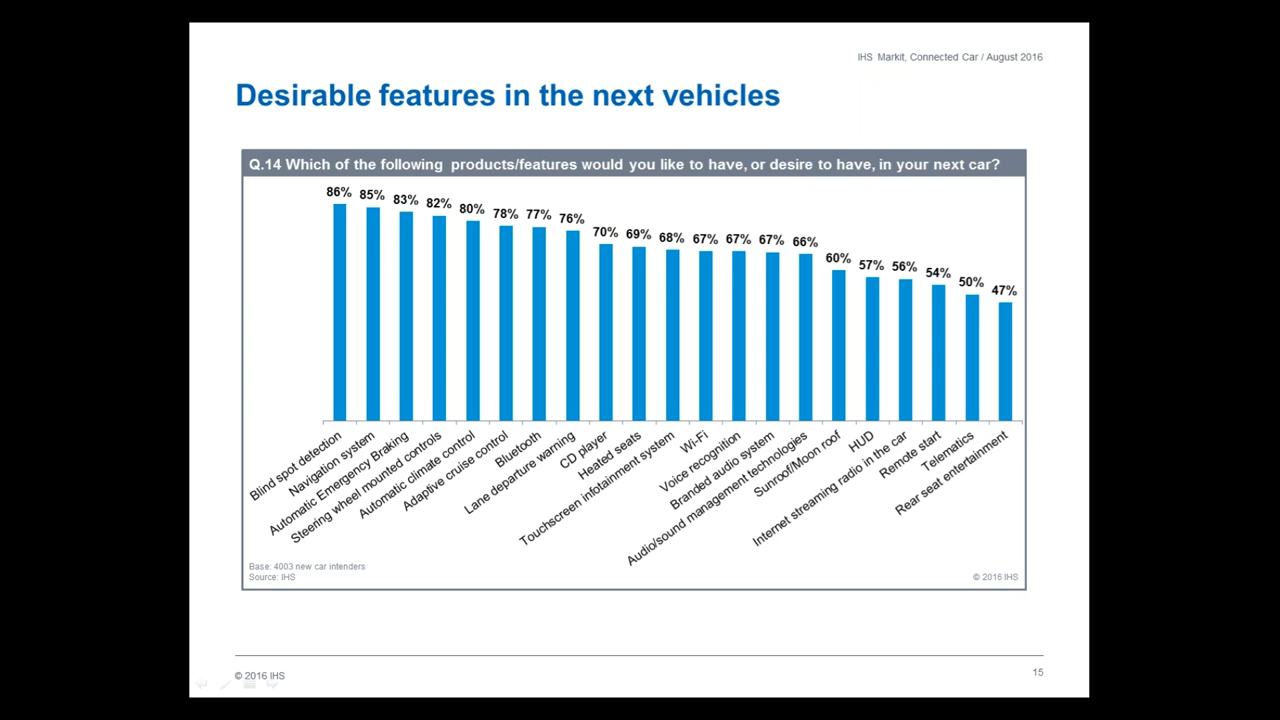 IHS Markit, Connected Car / August 2016
Desirable features in the next vehicles
Q.14 Which of the following products/features would you like to have, or desire to have, in your next car?
86%
85%
83%
82%
80%
78%
77%
76%
70%
69%
68%
67%
67%
67%
66%
60%
57%
56%
54%
50%
47%
Blind spot detection
Navigation system
Automatic Emergency Braking
Steering wheel mounted controls
Automatic climate control
Adaptive cruise control
Bluetooth
Lane departure warning
CD player
Heated seats
Touchscreen infotainment system
Wi-Fi
Voice recognition
Branded audio system
Audio/sound management technologies
Sunroof/Moon roof
HUD
Internet streaming radio in the car
Remote start
Telematics
Rear seat entertainment
Base: 4003 new car intenders
Source: IHS
© 2016 IHS
© 2016 IHS
15